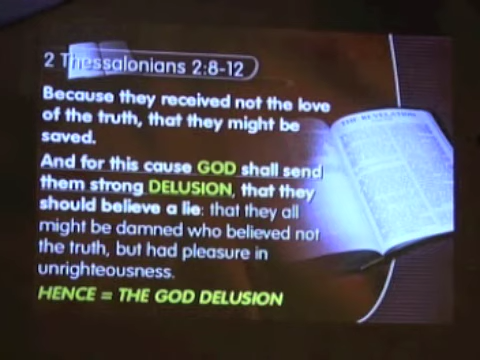 2 Thessalonians 2:8-12
Because they received not the love
of the truth, that they might be
saved.
And for this cause GOD shall send
them strong DELUSION, that they
should believe a lie: that they all
might be damned who believed not
the truth, but had pleasure in
unrighteousness.
HENCE = THE GOD DELUSION
THE REVELATION